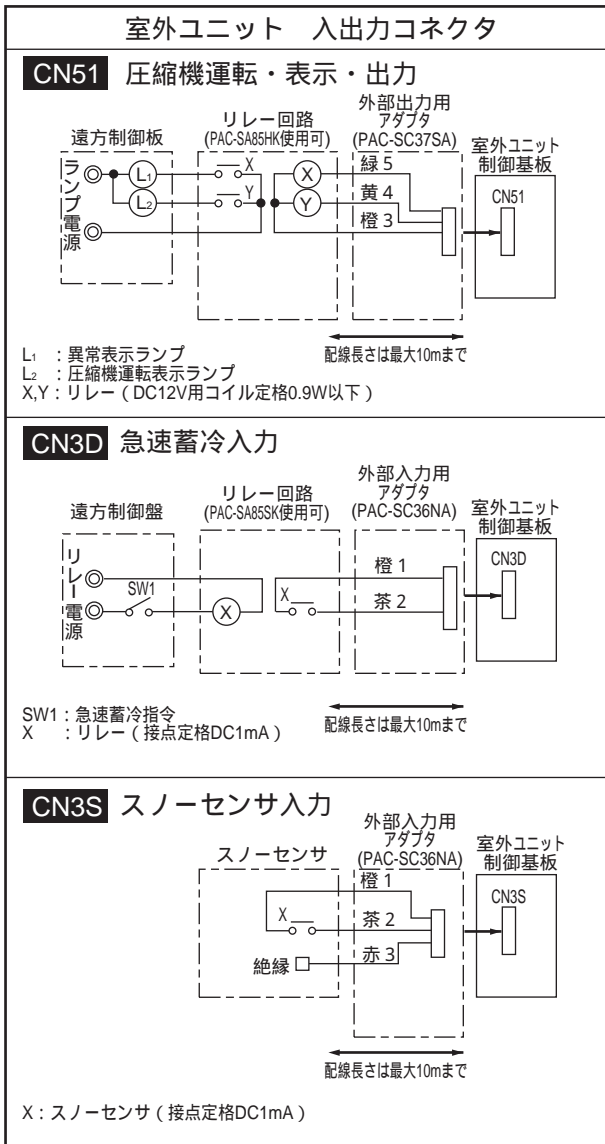 室外ユニット 入出力コネクタ
CN51 圧縮機運転・表示・出力
遠方制御板
リレー回路
(PAC-SA85HK使用可)
外部出力用
アダプタ
(PAC-SC37SA)
室外ユニット
制御基板
ランプ電源
L₁
L₂
X
Y
X
Y
緑 5
黄 4
橙 3
CN51
配線長さは最大10mまで
L₁ :異常表示ランプ
L₂ :圧縮機運転表示ランプ
X,Y:リレー(DC12V用コイル定格0.9W以下)
CN3D 急速蓄冷入力
遠方制御盤
リレー回路
(PAC-SA85SK使用可)
外部入力用
アダプタ
(PAC-SC36NA)
室外ユニット
制御基板
リレー電源
SW1
X
X
橙 1
茶 2
CN3D
配線長さは最大10mまで
SW1:急速蓄冷指令
X :リレー(接点定格DC1mA)
CN3S スノーセンサ入力
スノーセンサ
外部入力用
アダプタ
(PAC-SC36NA)
室外ユニット
制御基板
X
絶縁
橙 1
茶 2
赤 3
CN3S
配線長さは最大10mまで
X:スノーセンサ(接点定格DC1mA)